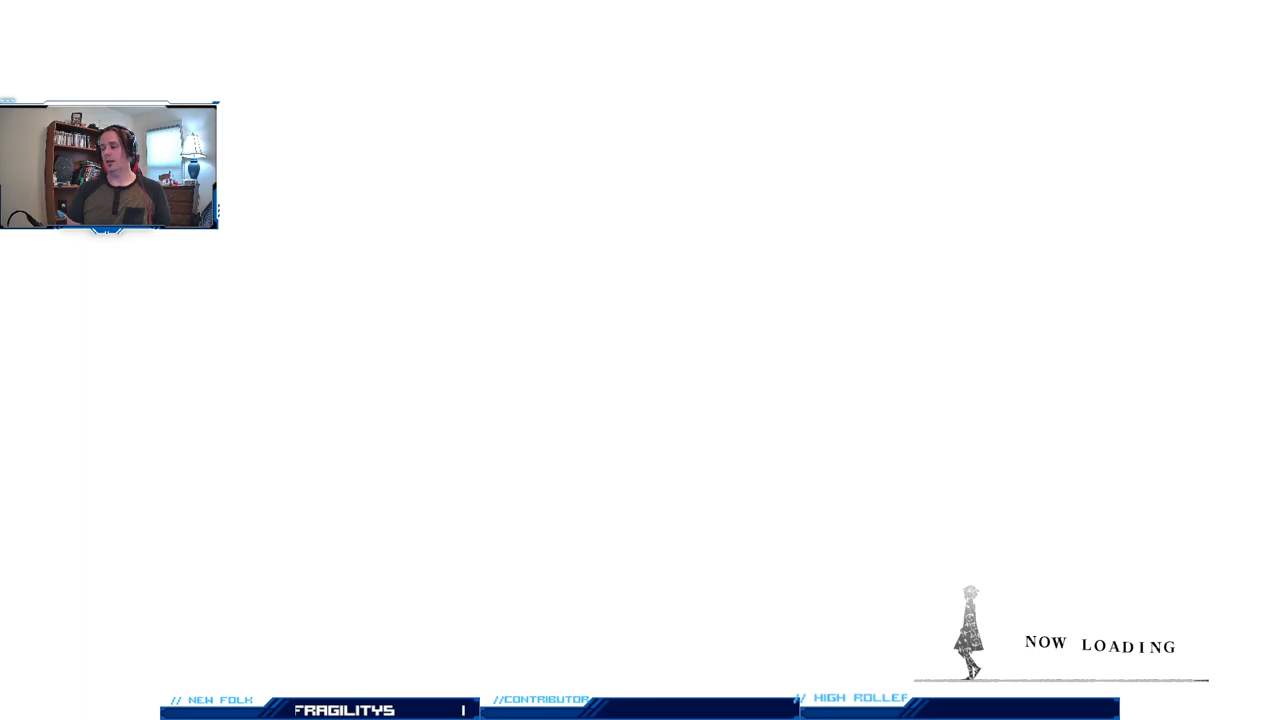 NOW LOADING
// NEW FOLK
//CONTRIBUTOR
// HIGH ROLLER
FRAGILITYS